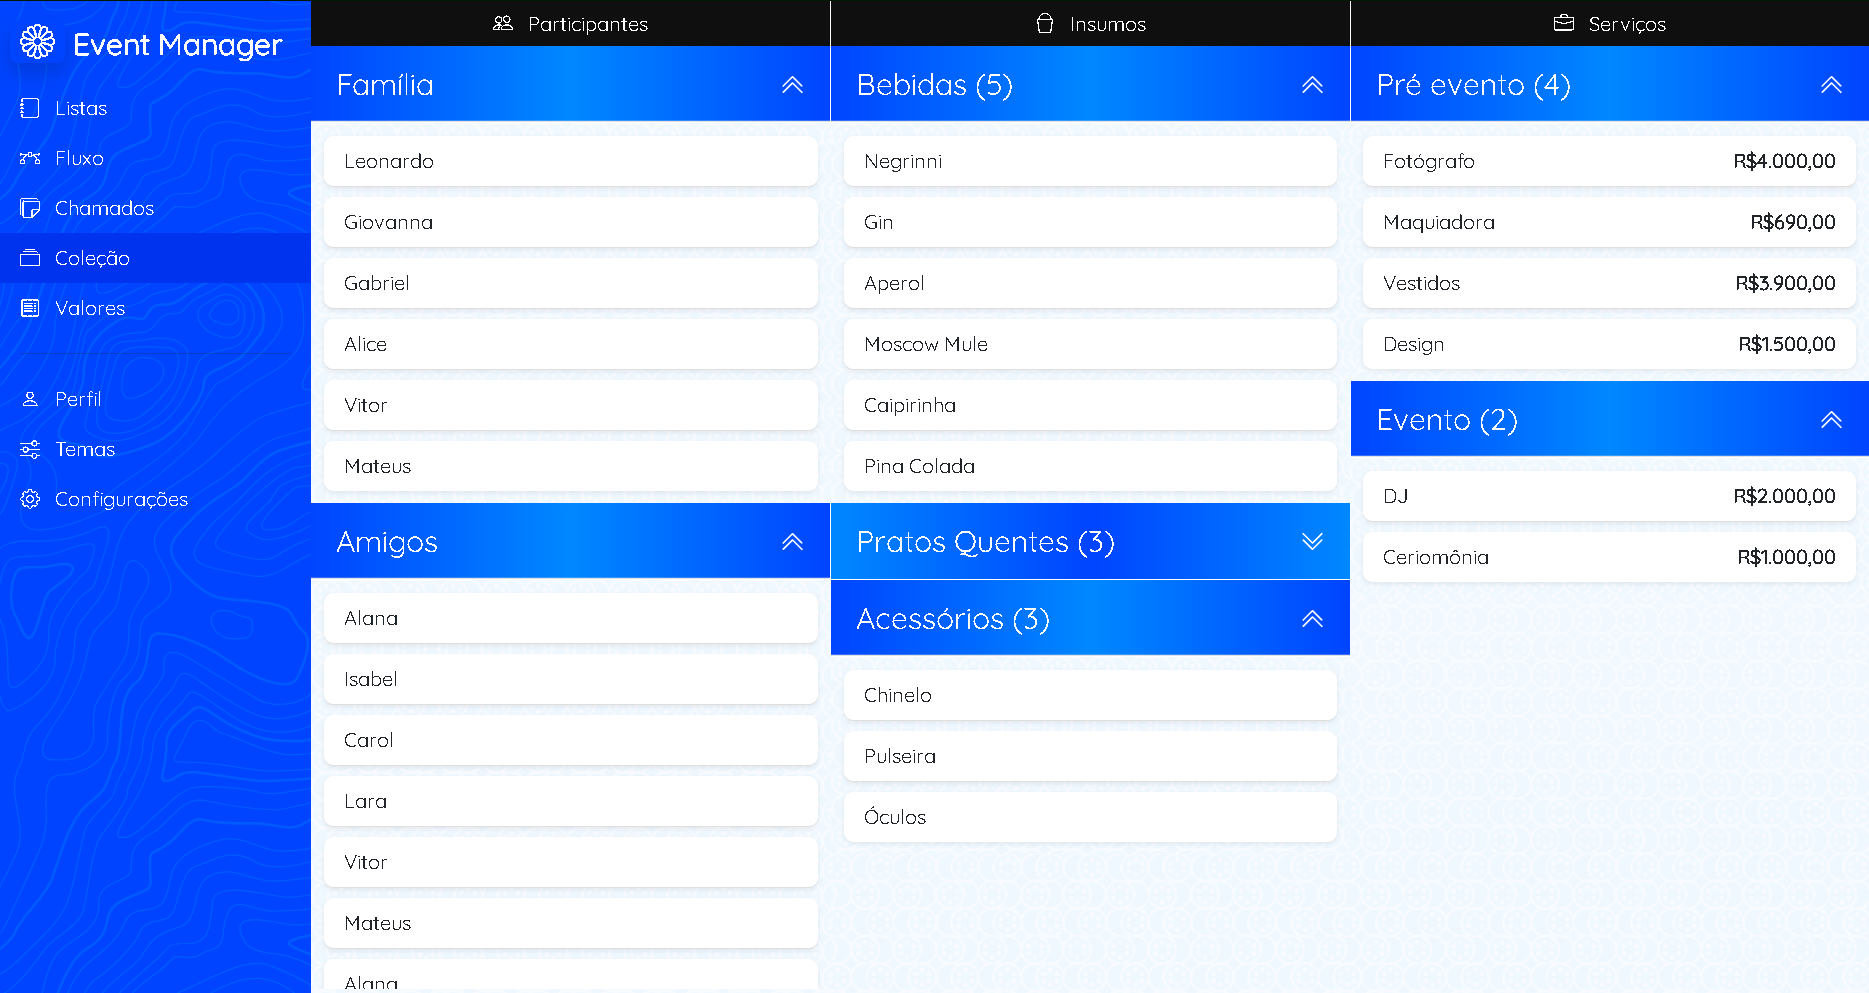 Event Manager
Listas
Fluxo
Chamados
Coleção
Valores
Perfil
Temas
Configurações
Participantes
Família
Leonardo
Giovanna
Gabriel
Alice
Vitor
Mateus
Amigos
Alana
Isabel
Carol
Lara
Vitor
Mateus
Alana
Insumos
Bebidas (5)
Negrinni
Gin
Aperol
Moscow Mule
Caipirinha
Pina Colada
Pratos Quentes (3)
Acessórios (3)
Chinelo
Pulseira
Óculos
Serviços
Pré evento (4)
Fotógrafo R$4.000,00
Maquiadora R$690,00
Vestidos R$3.900,00
Design R$1.500,00
Evento (2)
DJ R$2.000,00
Ceriomônia R$1.000,00